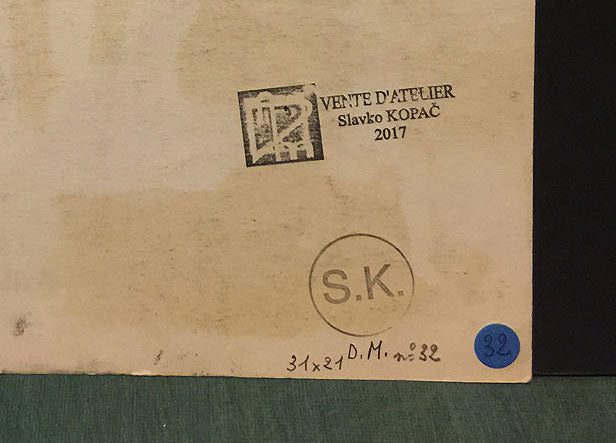 VENTE D'ATELIER
Slavko KOPAČ
2017
S.K.
31x21 D.M. n° 32
32